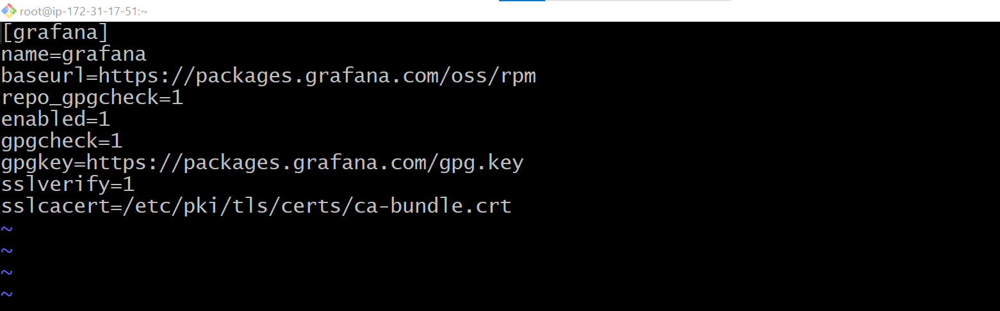 root@ip-172-31-17-51:~
[grafana]
name=grafana
baseurl=https://packages.grafana.com/oss/rpm
repo_gpgcheck=1
enabled=1
gpgcheck=1
gpgkey=https://packages.grafana.com/gpg.key
sslverify=1
sslcacert=/etc/pki/tls/certs/ca-bundle.crt
~
~
~
~